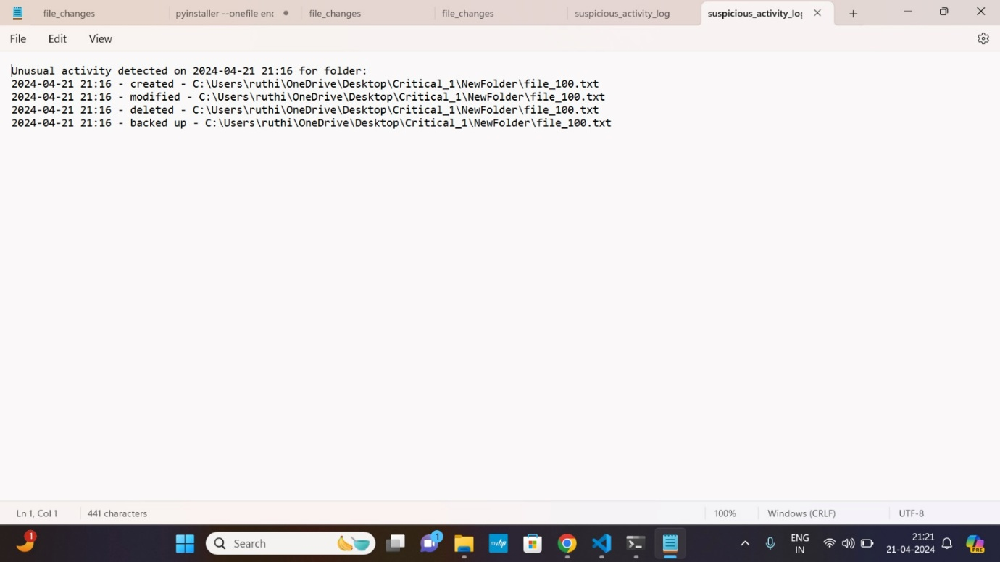 file_changes
pyinstaller --onefile enc
file_changes
file_changes
suspicious_activity_log
suspicious_activity_log
File
Edit
View
Unusual activity detected on 2024-04-21 21:16 for folder:
2024-04-21 21:16 - created - C:\Users\ruthi\OneDrive\Desktop\Critical_1\NewFolder\file_100.txt
2024-04-21 21:16 - modified - C:\Users\ruthi\OneDrive\Desktop\Critical_1\NewFolder\file_100.txt
2024-04-21 21:16 - deleted - C:\Users\ruthi\OneDrive\Desktop\Critical_1\NewFolder\file_100.txt
2024-04-21 21:16 - backed up - C:\Users\ruthi\OneDrive\Desktop\Critical_1\NewFolder\file_100.txt
Ln 1, Col 1
441 characters
100%
Windows (CRLF)
UTF-8
1
Search
1
myhp
ENG
IN
21:21
21-04-2024
PRE